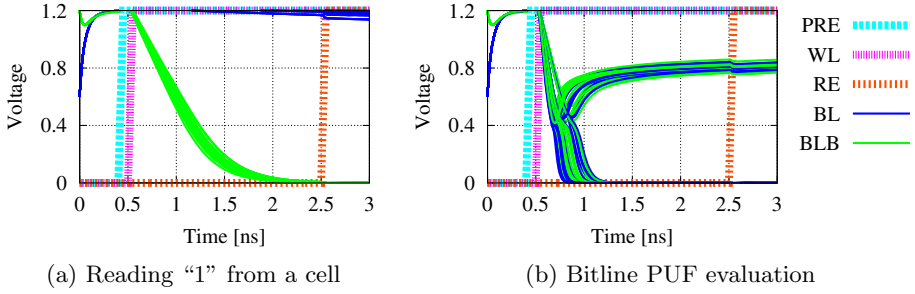 Voltage
1.2
0.8
0.4
0
0 0.5 1 1.5 2 2.5 3
Time [ns]
(a) Reading “1” from a cell
Voltage
1.2
0.8
0.4
0
0 0.5 1 1.5 2 2.5 3
Time [ns]
(b) Bitline PUF evaluation
PRE
WL
RE
BL
BLB